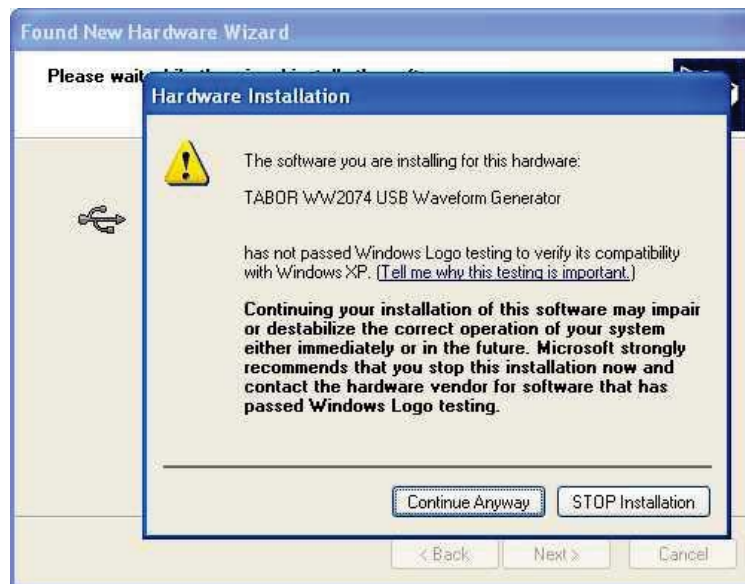 Found New Hardware Wizard
Please wait
Hardware Installation
The software you are installing for this hardware:
TABOR WW2074 USB Waveform Generator
has not passed Windows Logo testing to verify its compatibility
with Windows XP. (Tell me why this testing is important.)
Continuing your installation of this software may impair
or destabilize the correct operation of your system
either immediately or in the future. Microsoft strongly
recommends that you stop this installation now and
contact the hardware vendor for software that has
passed Windows Logo testing.
Continue Anyway STOP Installation
< Back Next > Cancel